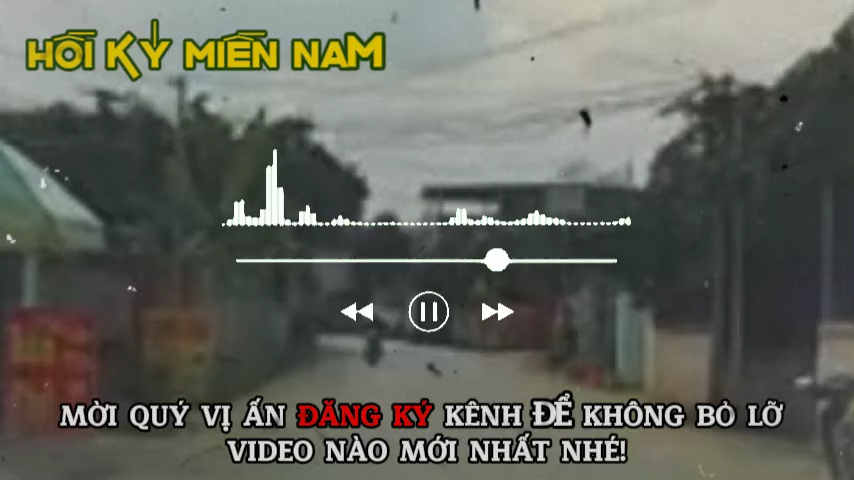 HỒI KÝ MIỀN NAM
MỜI QUÝ VỊ ẤN ĐĂNG KÝ KÊNH ĐỂ KHÔNG BỎ LỠ
VIDEO NÀO MỚI NHẤT NHÉ!